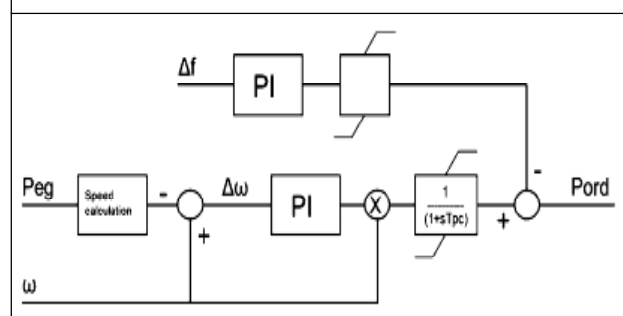 Δf
PI
-
Peg
Speed
calculation
-
+
Δω
PI
X
1
(1+sTpc)
+
Pord
ω